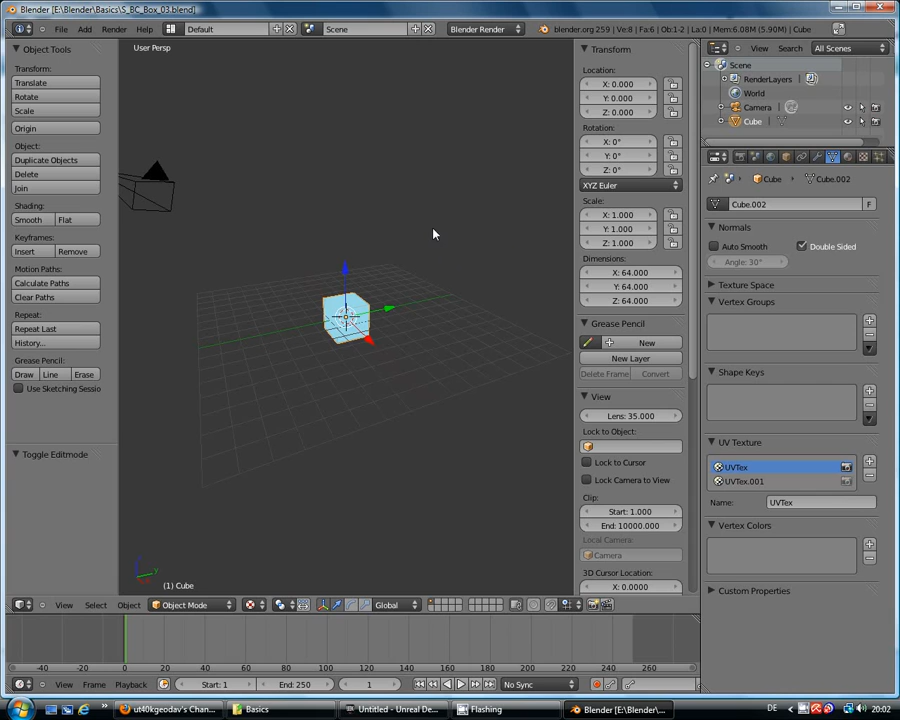 Blender [E:\Blender\Basics\S_BC_Box_03.blend]
File Add Render Help
Default
Scene
Blender Render
blender.org 259 | Ve:8 | Fa:6 | Ob:1-2 | La:0 | Mem:6.08M (5.90M) | Cube
Object Tools
Transform:
Translate
Rotate
Scale
Origin
Object:
Duplicate Objects
Delete
Join
Shading:
Smooth Flat
Keyframes:
Insert Remove
Motion Paths:
Calculate Paths
Clear Paths
Repeat:
Repeat Last
History...
Grease Pencil:
Draw Line Erase
Use Sketching Sessio
Toggle Editmode
User Persp
(1) Cube
Transform
Location:
X: 0.000
Y: 0.000
Z: 0.000
Rotation:
X: 0°
Y: 0°
Z: 0°
XYZ Euler
Scale:
X: 1.000
Y: 1.000
Z: 1.000
Dimensions:
X: 64.000
Y: 64.000
Z: 64.000
Grease Pencil
New
New Layer
Delete Frame Convert
View
Lens: 35.000
Lock to Object:
Lock to Cursor
Lock Camera to View
Clip:
Start: 1.000
End: 10000.000
Local Camera:
Camera
3D Cursor Location:
X: 0.0000
View Search All Scenes
Scene
RenderLayers
World
Camera
Cube
Cube Cube.002
Cube.002 F
Normals
Auto Smooth Double Sided
Angle: 30°
Texture Space
Vertex Groups
Shape Keys
UV Texture
UVTex
UVTex.001
Name: UVTex
Vertex Colors
Custom Properties
View Select Object Object Mode Global
-40 -20 0 20 40 60 80 100 120 140 160 180 200 220 240 260
View Frame Playback Start: 1 End: 250 1 No Sync
ut40kgeodav's Chan...
Basics
Untitled - Unreal De...
Flashing
Blender [E:\Blender\...
DE
20:02